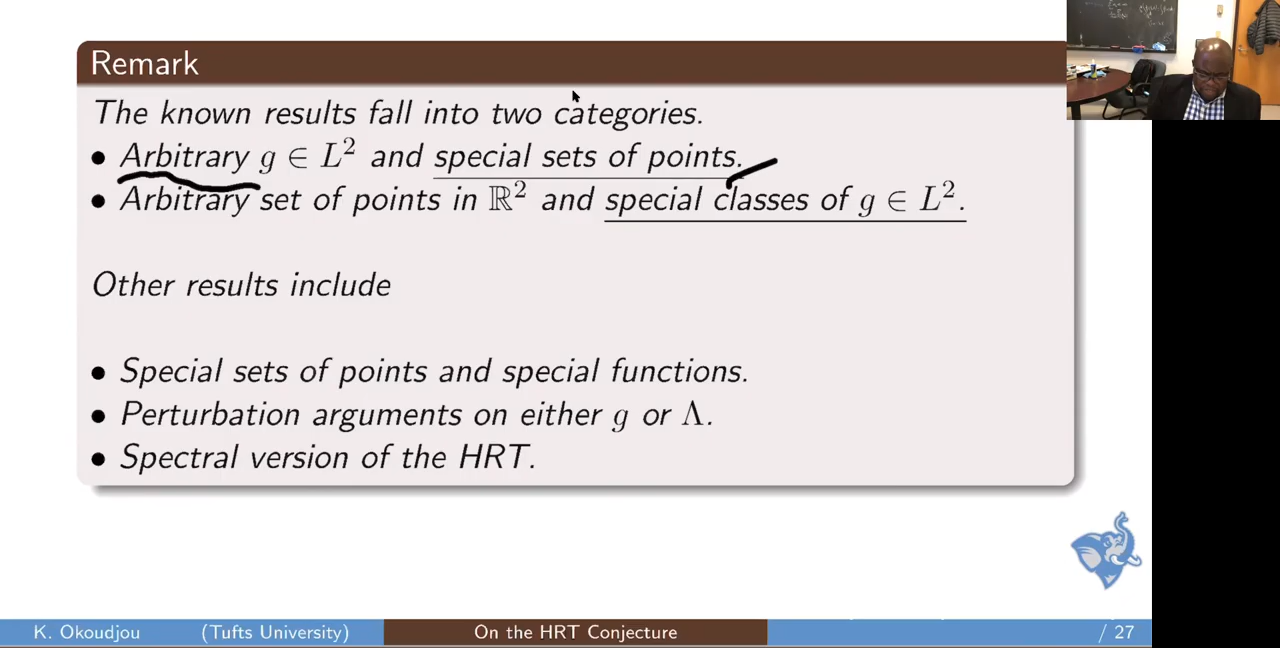 Remark
The known results fall into two categories.
• Arbitrary g ∈ L² and special sets of points.
• Arbitrary set of points in ℝ² and special classes of g ∈ L².
Other results include
• Special sets of points and special functions.
• Perturbation arguments on either g or Λ.
• Spectral version of the HRT.
K. Okoudjou (Tufts University) On the HRT Conjecture / 27